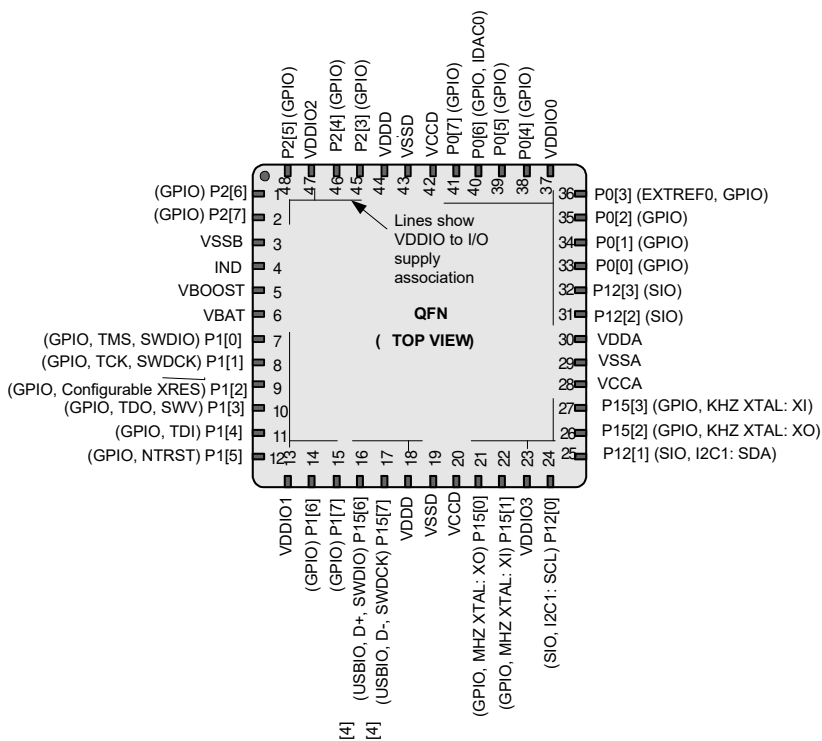 P2[5] (GPIO)
VDDIO2
P2[4] (GPIO)
P2[3] (GPIO)
VDDD
VSSD
VCCD
P0[7] (GPIO)
P0[6] (GPIO, IDAC0)
P0[5] (GPIO)
P0[4] (GPIO)
VDDIO0
48
47
46
45
44
43
42
41
40
39
38
37
(GPIO) P2[6]
1
(GPIO) P2[7]
2
VSSB
3
IND
4
VBOOST
5
VBAT
6
(GPIO, TMS, SWDIO) P1[0]
7
(GPIO, TCK, SWDCK) P1[1]
8
(GPIO, Configurable XRES) P1[2]
9
(GPIO, TDO, SWV) P1[3]
10
(GPIO, TDI) P1[4]
11
(GPIO, NTRST) P1[5]
12
Lines show
VDDIO to I/O
supply
association
QFN
( TOP VIEW)
36
P0[3] (EXTREF0, GPIO)
35
P0[2] (GPIO)
34
P0[1] (GPIO)
33
P0[0] (GPIO)
32
P12[3] (SIO)
31
P12[2] (SIO)
30
VDDA
29
VSSA
28
VCCA
27
P15[3] (GPIO, KHZ XTAL: XI)
26
P15[2] (GPIO, KHZ XTAL: XO)
25
P12[1] (SIO, I2C1: SDA)
13
14
15
16
17
18
19
20
21
22
23
24
VDDIO1
(GPIO) P1[6]
(GPIO) P1[7]
(USBIO, D+, SWDIO) P15[6]
(USBIO, D-, SWDCK) P15[7]
VDDD
VSSD
VCCD
(GPIO, MHZ XTAL: XO) P15[0]
(GPIO, MHZ XTAL: XI) P15[1]
VDDIO3
(SIO, I2C1: SCL) P12[0]
[4]
[4]